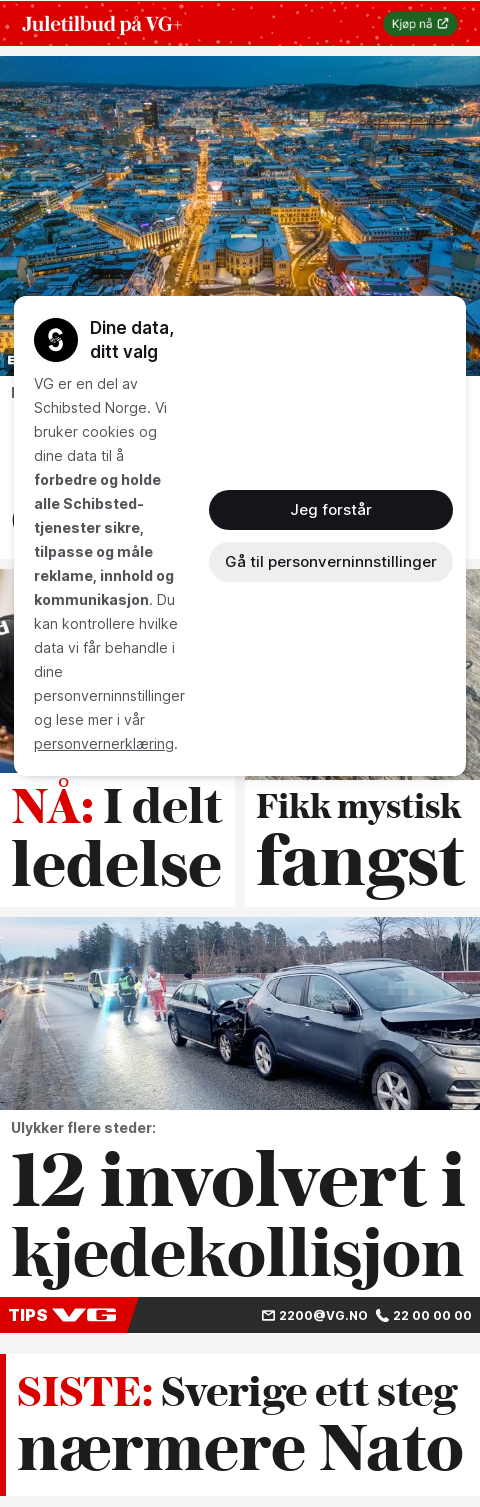 Juletilbud på VG+
Kjøp nå
Dine data,
ditt valg
VG er en del av
Schibsted Norge. Vi
bruker cookies og
dine data til å
forbedre og holde
alle Schibsted-
tjenester sikre,
tilpasse og måle
reklame, innhold og
kommunikasjon. Du
kan kontrollere hvilke
data vi får behandle i
dine
personverninnstillinger
og lese mer i vår
personvernerklæring.
Jeg forstår
Gå til personverninnstillinger
NÅ: I delt
ledelse
Fikk mystisk
fangst
Ulykker flere steder:
12 involvert i
kjedekollisjon
TIPS VG
2200@VG.NO 22 00 00 00
SISTE: Sverige ett steg
nærmere Nato